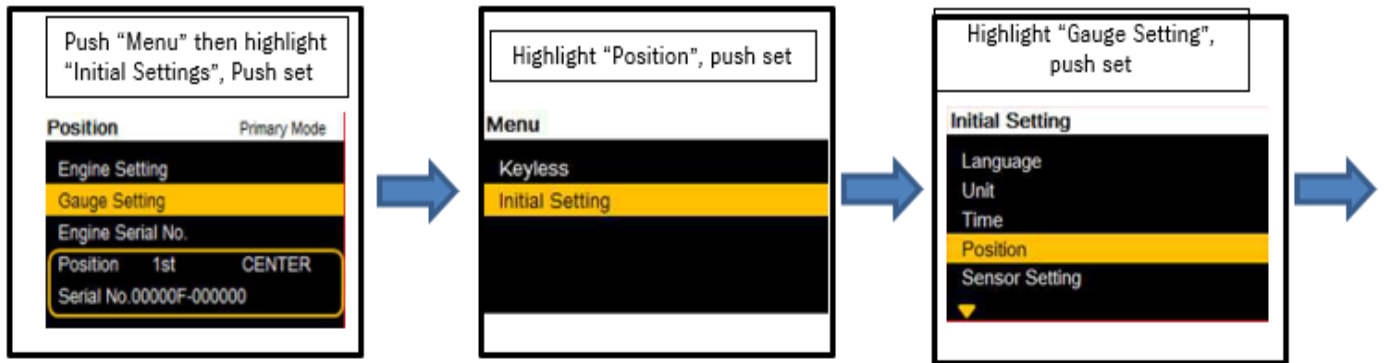 Push “Menu” then highlight
“Initial Settings”, Push set
Position Primary Mode
Engine Setting
Gauge Setting
Engine Serial No.
Position 1st CENTER
Serial No.00000F-000000
Highlight “Position”, push set
Menu
Keyless
Initial Setting
Highlight “Gauge Setting”,
push set
Initial Setting
Language
Unit
Time
Position
Sensor Setting